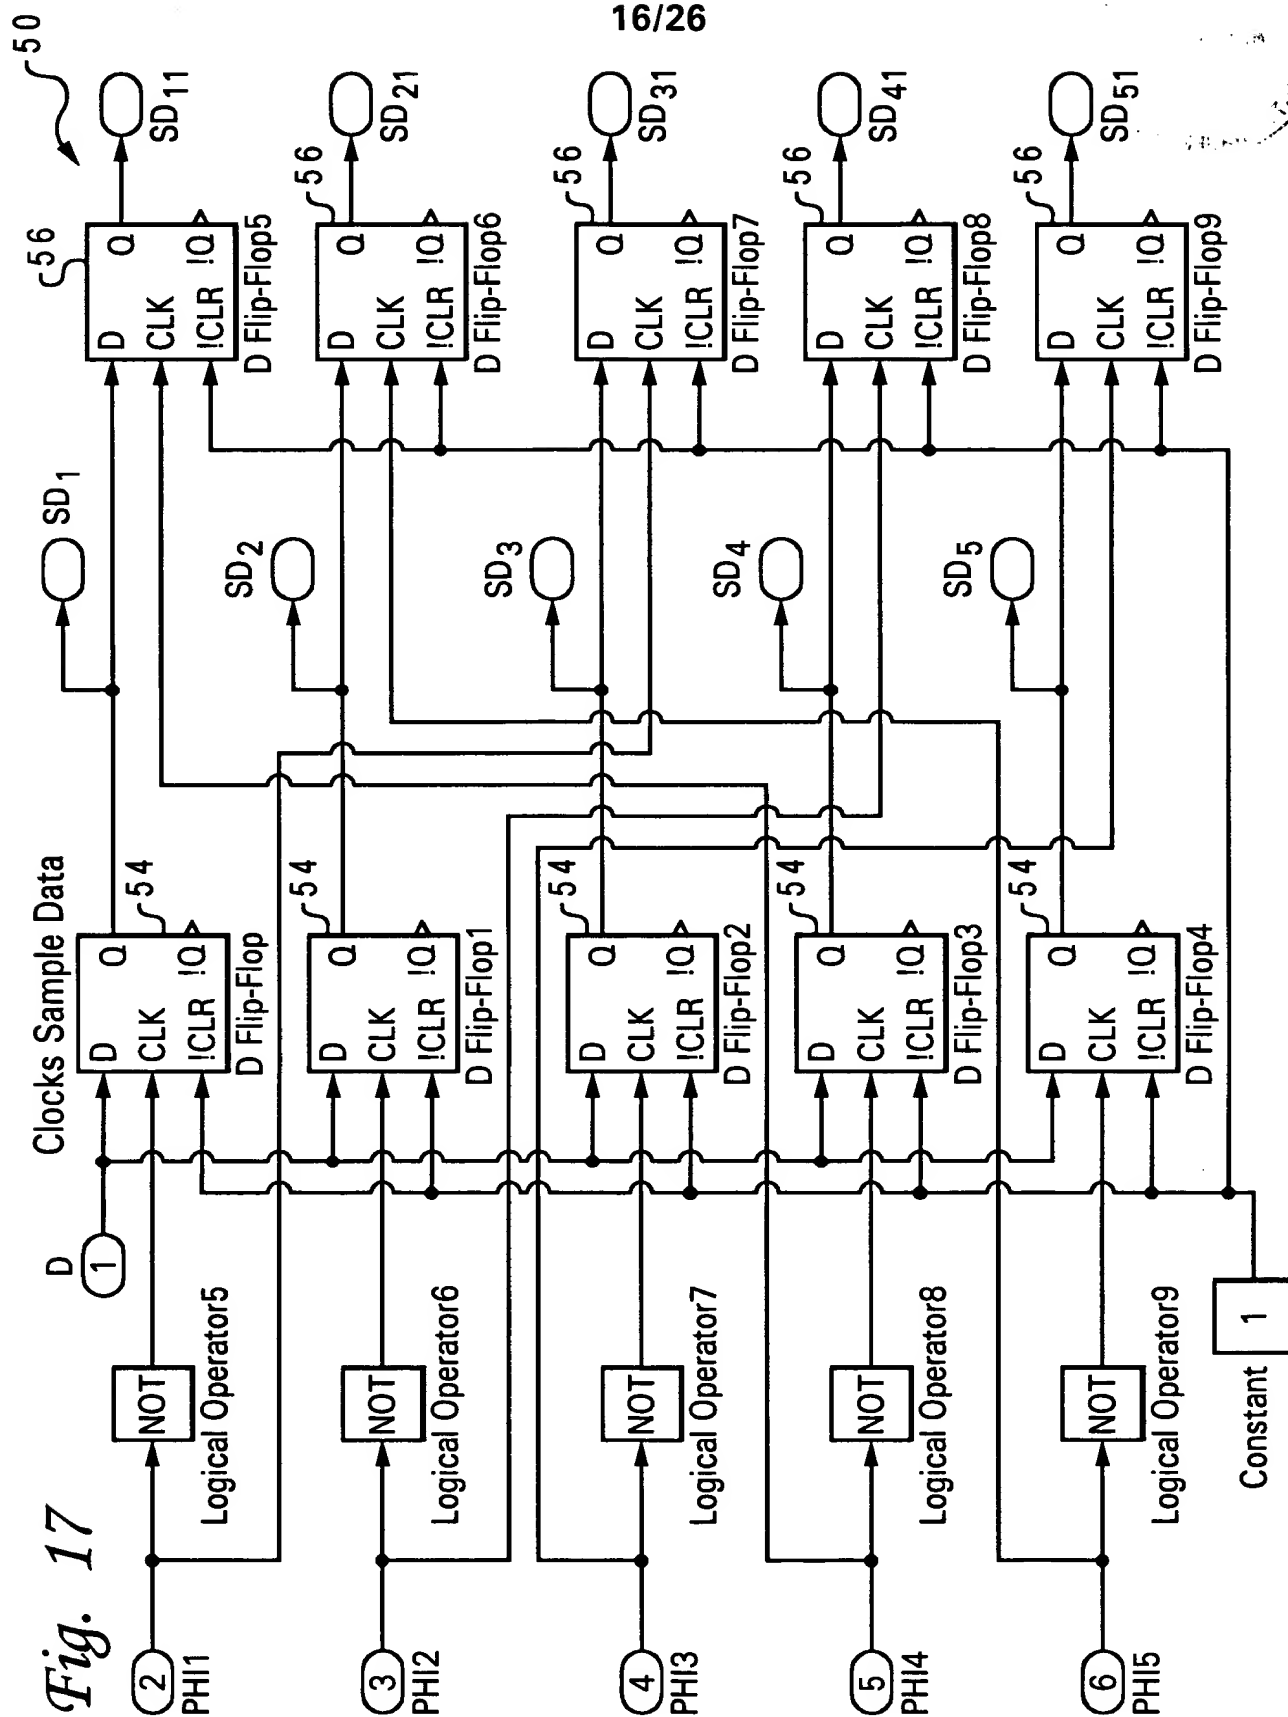 16/26
Fig. 17
50
Clocks Sample Data
D
1
2
PHI1
NOT
Logical Operator5
D
CLK
!CLR
Q
!Q
D Flip-Flop
54
SD1
D
CLK
!CLR
Q
!Q
D Flip-Flop5
56
SD11
3
PHI2
NOT
Logical Operator6
D
CLK
!CLR
Q
!Q
D Flip-Flop1
54
SD2
D
CLK
!CLR
Q
!Q
D Flip-Flop6
56
SD21
4
PHI3
NOT
Logical Operator7
D
CLK
!CLR
Q
!Q
D Flip-Flop2
54
SD3
D
CLK
!CLR
Q
!Q
D Flip-Flop7
56
SD31
5
PHI4
NOT
Logical Operator8
D
CLK
!CLR
Q
!Q
D Flip-Flop3
54
SD4
D
CLK
!CLR
Q
!Q
D Flip-Flop8
56
SD41
6
PHI5
NOT
Logical Operator9
D
CLK
!CLR
Q
!Q
D Flip-Flop4
54
SD5
D
CLK
!CLR
Q
!Q
D Flip-Flop9
56
SD51
1
Constant